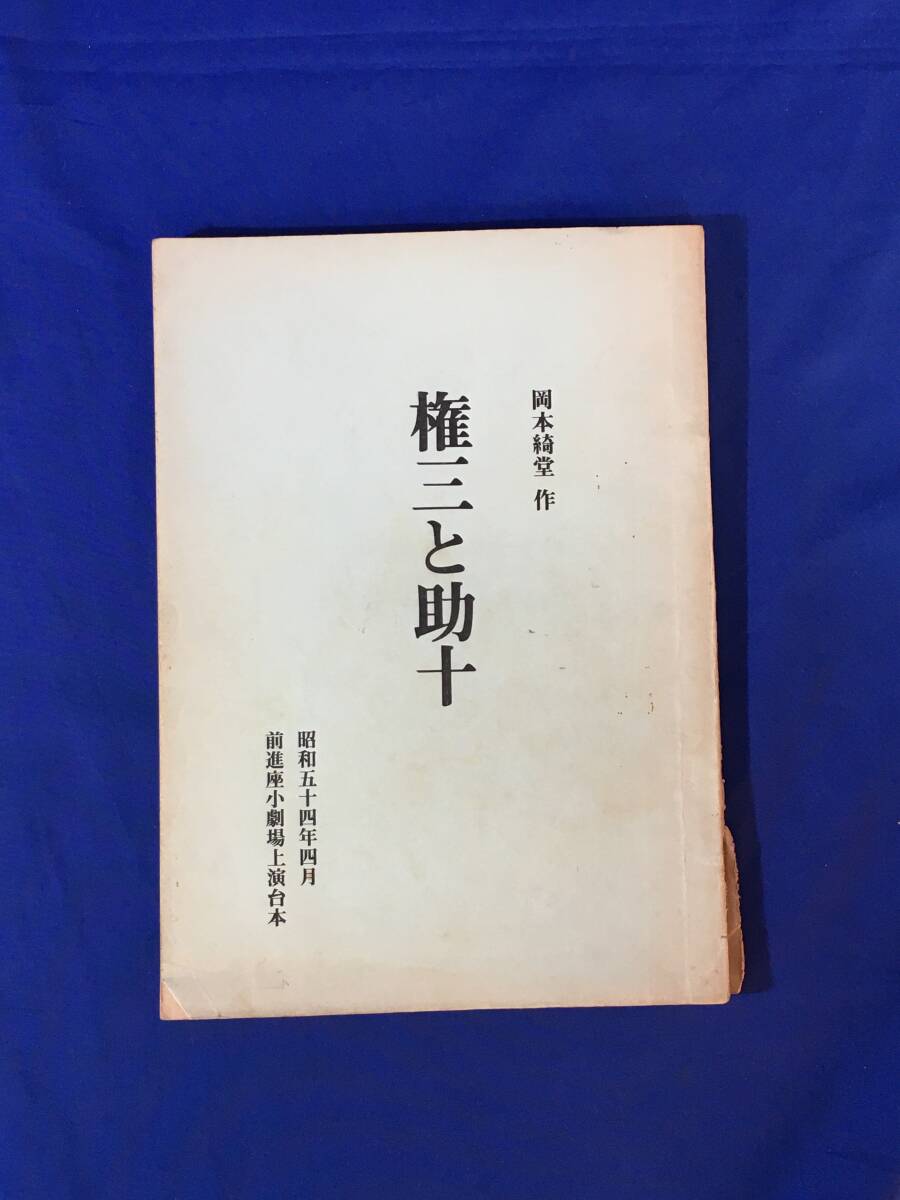 岡本綺堂 作
権三と助十
昭和五十四年四月
前進座小劇場上演台本